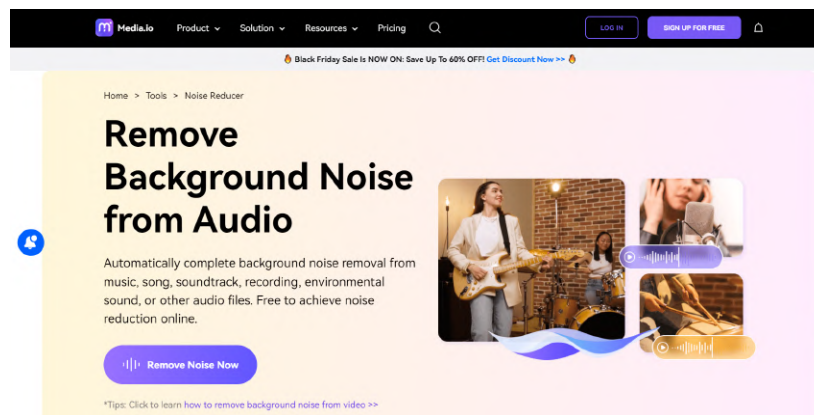 Media.io Product Solution Resources Pricing LOG IN SIGN UP FOR FREE
Black Friday Sale Is NOW ON: Save Up To 60% OFF! Get Discount Now >>
Home > Tools > Noise Reducer
Remove
Background Noise
from Audio
Automatically complete background noise removal from
music, song, soundtrack, recording, environmental
sound, or other audio files. Free to achieve noise
reduction online.
Remove Noise Now
*Tips: Click to learn how to remove background noise from video >>